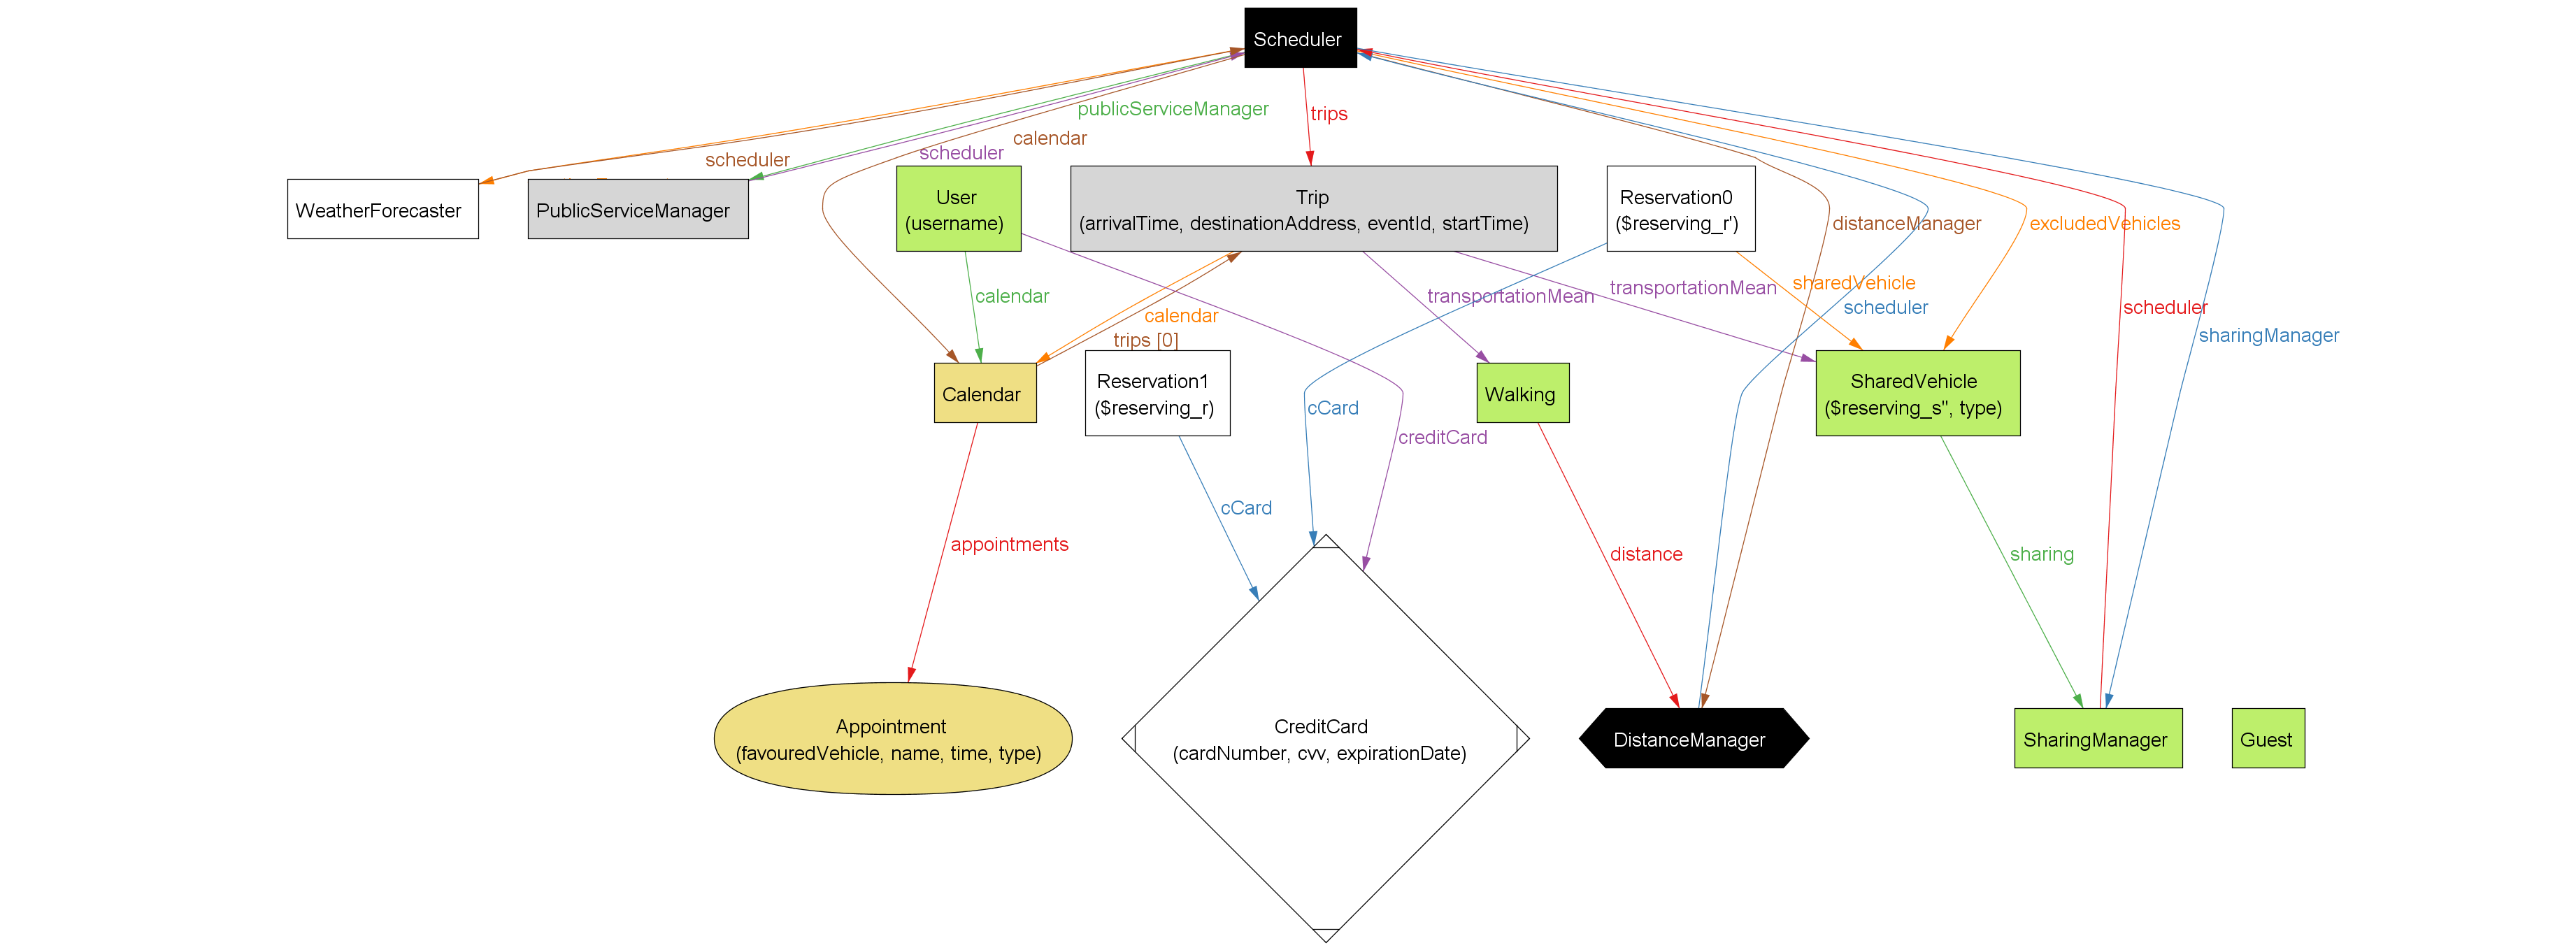 Scheduler
publicServiceManager
trips
calendar
scheduler
scheduler
WeatherForecaster
PublicServiceManager
User
(username)
Trip
(arrivalTime, destinationAddress, eventId, startTime)
Reservation0
($reserving_r')
distanceManager
excludedVehicles
calendar
transportationMean
transportationMean
sharedVehicle
scheduler
scheduler
calendar
trips [0]
sharingManager
Calendar
Reservation1
($reserving_r)
cCard
creditCard
Walking
SharedVehicle
($reserving_s", type)
cCard
appointments
distance
sharing
Appointment
(favouredVehicle, name, time, type)
CreditCard
(cardNumber, cvv, expirationDate)
DistanceManager
SharingManager
Guest